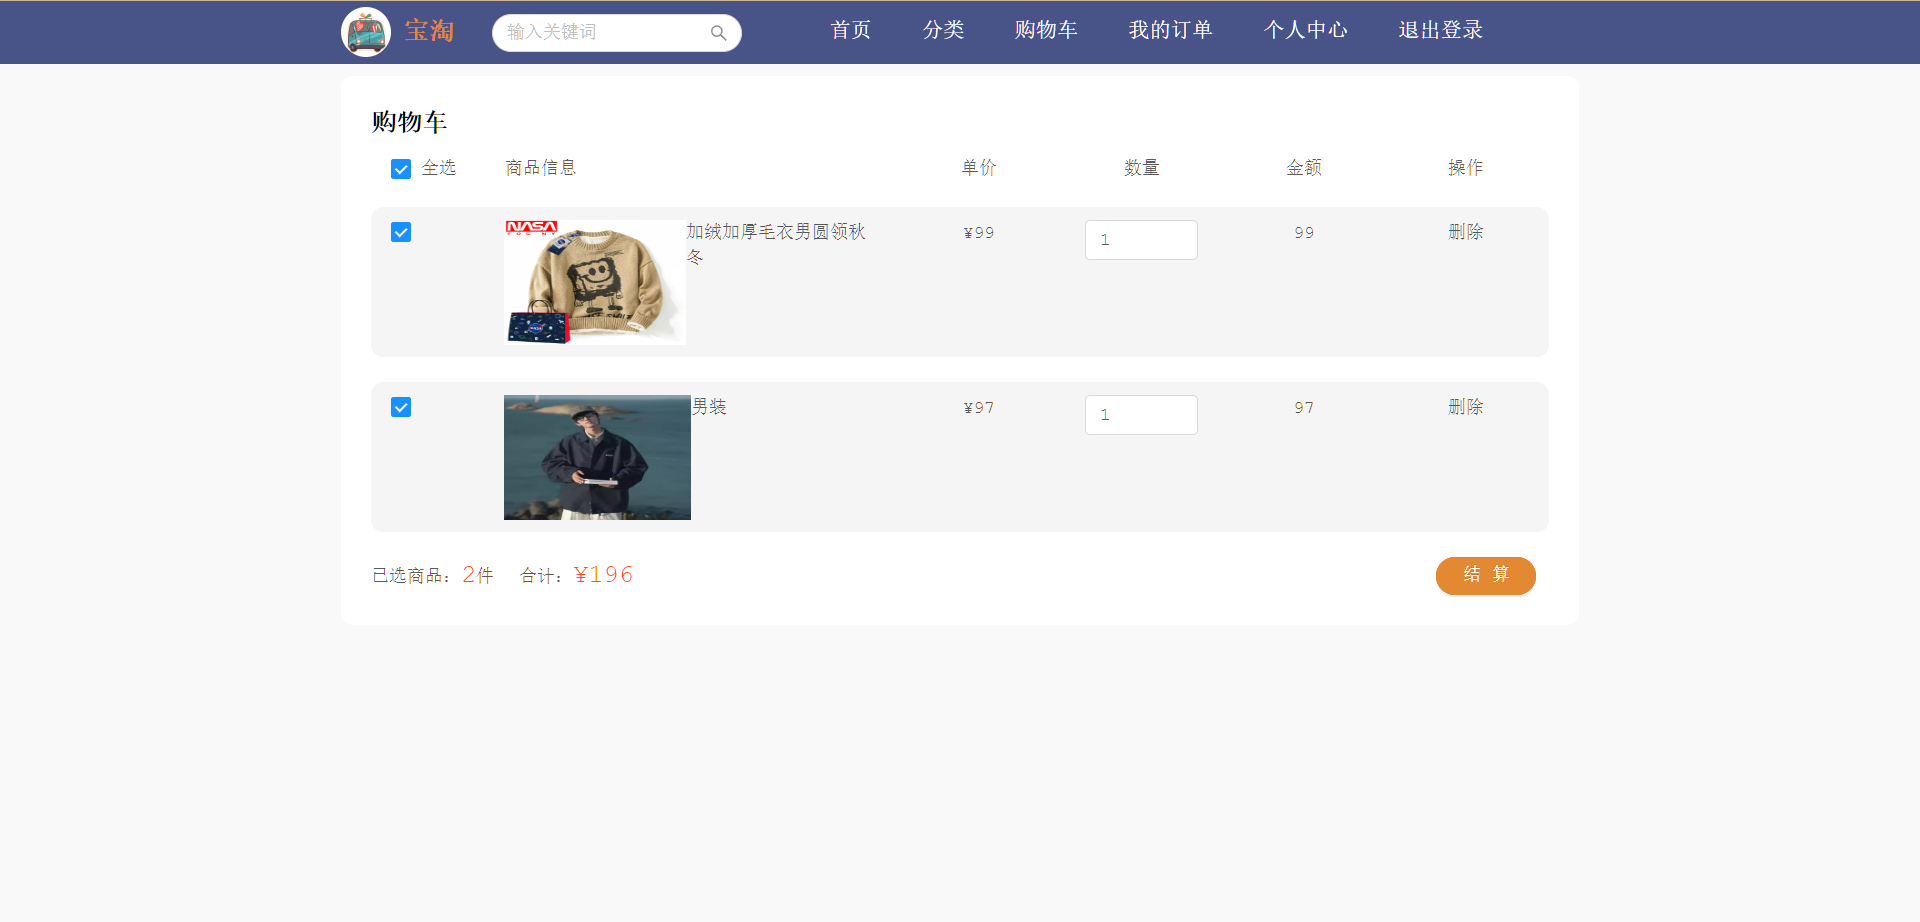 宝淘
输入关键词
首页 分类 购物车 我的订单 个人中心 退出登录
购物车
全选 商品信息 单价 数量 金额 操作
NASA
加绒加厚毛衣男圆领秋
冬
¥99 1 99 删除
男装 ¥97 1 97 删除
已选商品：2件 合计：¥196
结 算